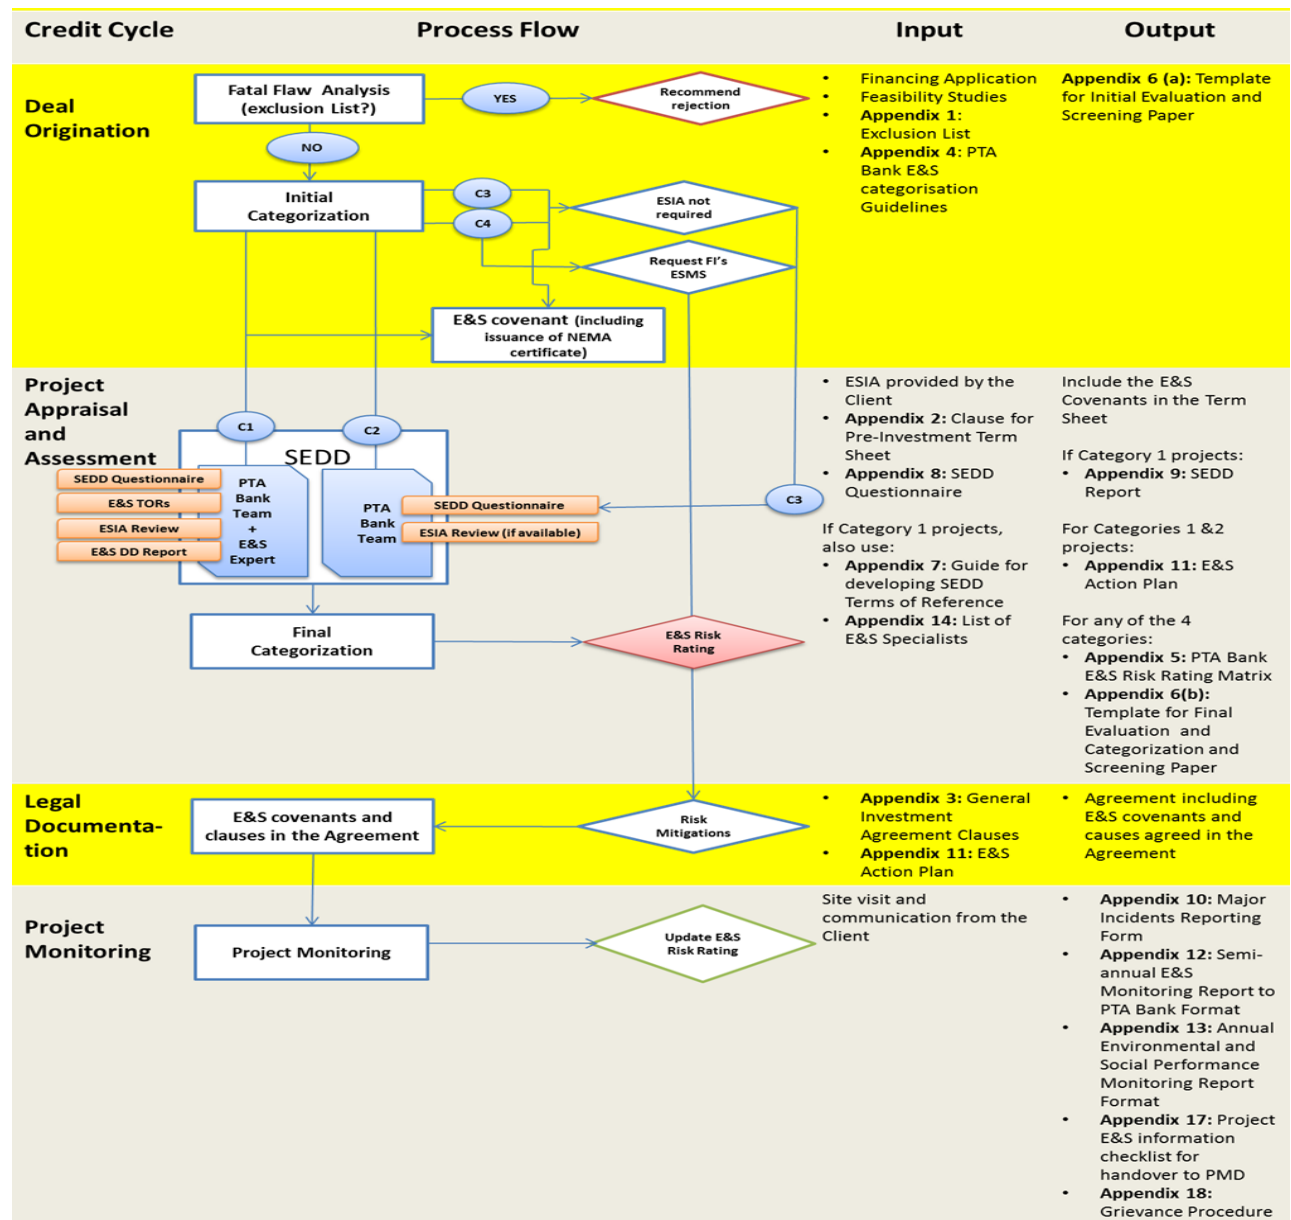 Credit Cycle
Process Flow
Input
Output
Deal
Origination
Fatal Flaw Analysis
(exclusion List?)
YES
Recommend
rejection
NO
Initial
Categorization
C3
C4
ESIA not
required
Request FI's
ESMS
E&S covenant (including
issuance of NEMA
certificate)
• Financing Application
• Feasibility Studies
• Appendix 1:
Exclusion List
• Appendix 4: PTA
Bank E&S
categorisation
Guidelines
Appendix 6 (a): Template
for Initial Evaluation and
Screening Paper
Project
Appraisal
and
Assessment
C1
C2
SEDD
SEDD Questionnaire
E&S TORs
ESIA Review
E&S DD Report
PTA
Bank
Team
+
E&S
Expert
PTA
Bank
Team
SEDD Questionnaire
ESIA Review (if available)
C3
Final
Categorization
E&S Risk
Rating
• ESIA provided by the
Client
• Appendix 2: Clause for
Pre-Investment Term
Sheet
• Appendix 8: SEDD
Questionnaire
If Category 1 projects,
also use:
• Appendix 7: Guide for
developing SEDD
Terms of Reference
• Appendix 14: List of
E&S Specialists
Include the E&S
Covenants in the Term
Sheet
If Category 1 projects:
• Appendix 9: SEDD
Report
For Categories 1 &2
projects:
• Appendix 11: E&S
Action Plan
For any of the 4
categories:
• Appendix 5: PTA Bank
E&S Risk Rating Matrix
• Appendix 6(b):
Template for Final
Evaluation and
Categorization and
Screening Paper
Legal
Documenta-
tion
E&S covenants and
clauses in the Agreement
Risk
Mitigations
• Appendix 3: General
Investment
Agreement Clauses
• Appendix 11: E&S
Action Plan
• Agreement including
E&S covenants and
causes agreed in the
Agreement
Project
Monitoring
Project Monitoring
Update E&S
Risk Rating
Site visit and
communication from the
Client
• Appendix 10: Major
Incidents Reporting
Form
• Appendix 12: Semi-
annual E&S
Monitoring Report to
PTA Bank Format
• Appendix 13: Annual
Environmental and
Social Performance
Monitoring Report
Format
• Appendix 17: Project
E&S information
checklist for
handover to PMD
• Appendix 18:
Grievance Procedure